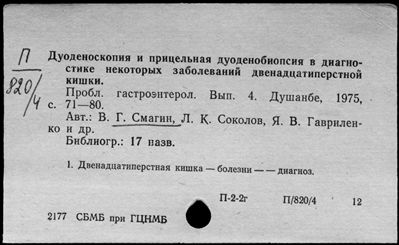 П
820/4
Дуоденоскопия и прицельная дуоденобиопсия в диагно-
стике некоторых заболеваний двенадцатиперстной
кишки.
Пробл. гастроэнтерол. Вып. 4. Душанбе, 1975,
с. 71—80.
Авт.: В. Г. Смагин, Л. К. Соколов, Я. В. Гаврилен-
ко и др.
Библиогр.: 17 назв.
1. Двенадцатиперстная кишка — болезни — — диагноз.
П-2-2г П/820/4 12
2177 СБМБ при ГЦНМБ